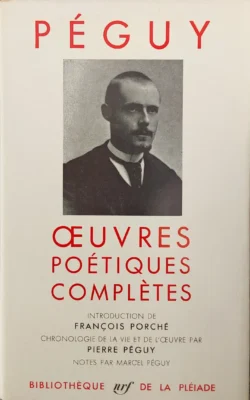 PÉGUY
ŒUVRES
POÉTIQUES
COMPLÈTES
INTRODUCTION DE
FRANÇOIS PORCHÉ
CHRONOLOGIE DE LA VIE ET DE L'ŒUVRE PAR
PIERRE PÉGUY
NOTES PAR MARCEL PÉGUY
BIBLIOTHÈQUE nrf DE LA PLÉIADE